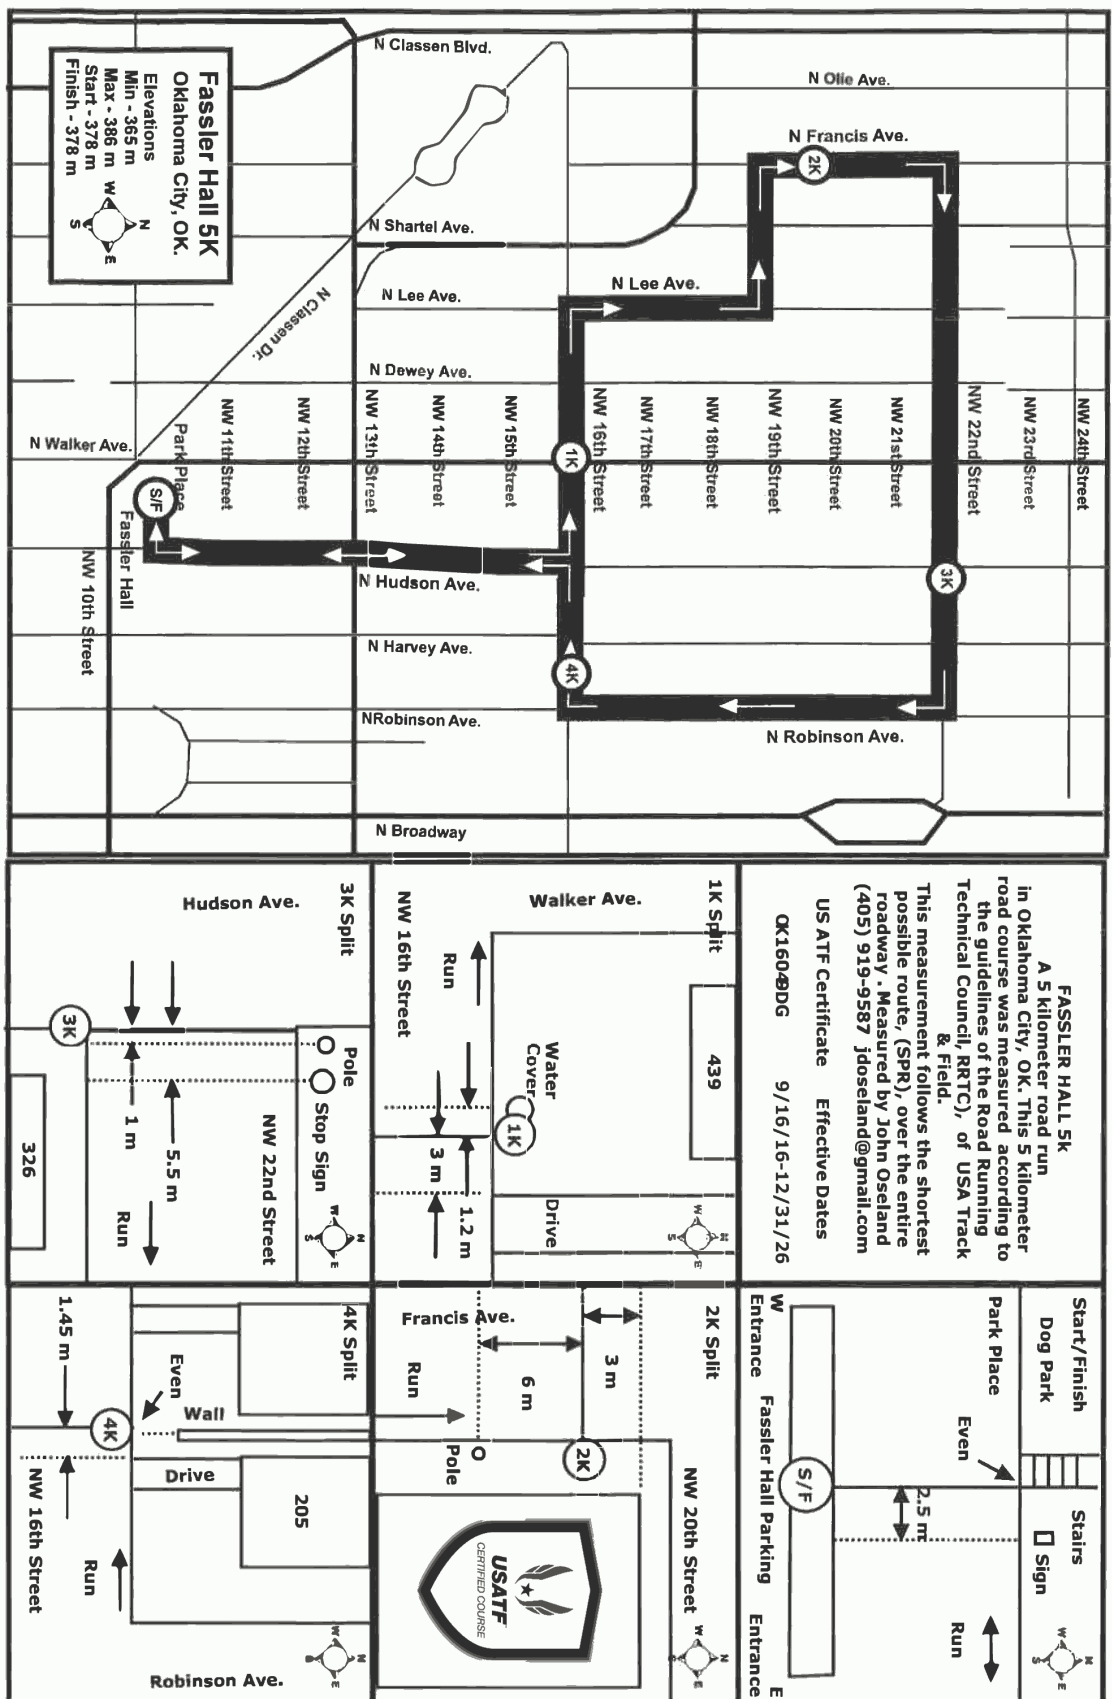 N Classen Blvd.
N Olie Ave.
N Francis Ave.
N Shartel Ave.
N Lee Ave.
N Lee Ave.
N Classen Dr.
N Dewey Ave.
N Walker Ave.
N Hudson Ave.
N Harvey Ave.
NRobinson Ave.
N Robinson Ave.
N Broadway
Fassler Hall 5K
Oklahoma City, OK.
Elevations
Min - 365 m
Max - 386 m
Start - 378 m
Finish - 378 m
N
W
E
S
NW 24th Street
NW 23rd Street
NW 22nd Street
NW 21st Street
NW 20th Street
NW 19th Street
NW 18th Street
NW 17th Street
NW 16th Street
NW 15th Street
NW 14th Street
NW 13th Street
NW 12th Street
NW 11th Street
Park Place
Fassler Hall
NW 10th Street
S/F
1K
2K
3K
4K
FASSLER HALL 5k
A 5 kilometer road run
in Oklahoma City, OK. This 5 kilometer
road course was measured according to
the guidelines of the Road Running
Technical Council, RRTC), of USA Track
& Field.
This measurement follows the shortest
possible route, (SPR), over the entire
roadway . Measured by John Oseland
(405) 919-9587 jdoseland@gmail.com
USATF Certificate Effective Dates
OK16049DG 9/16/16-12/31/26
1K Split
439
Walker Ave.
Water
Cover
1K
Drive
Run
1.2 m
3 m
NW 16th Street
N
W
E
S
3K Split
Hudson Ave.
Pole
Stop Sign
NW 22nd Street
5.5 m
1 m
Run
3K
326
N
W
E
S
Start/Finish
Dog Park
Stairs
Sign
Park Place
Even
2.5 m
Run
S/F
W
Entrance
Fassler Hall Parking
E
Entrance
N
W
E
S
2K Split
NW 20th Street
3 m
6 m
2K
Pole
Francis Ave.
Run
USATF
CERTIFIED COURSE
N
W
E
S
4K Split
205
Wall
Drive
Even
4K
1.45 m
Run
NW 16th Street
Robinson Ave.
N
W
E